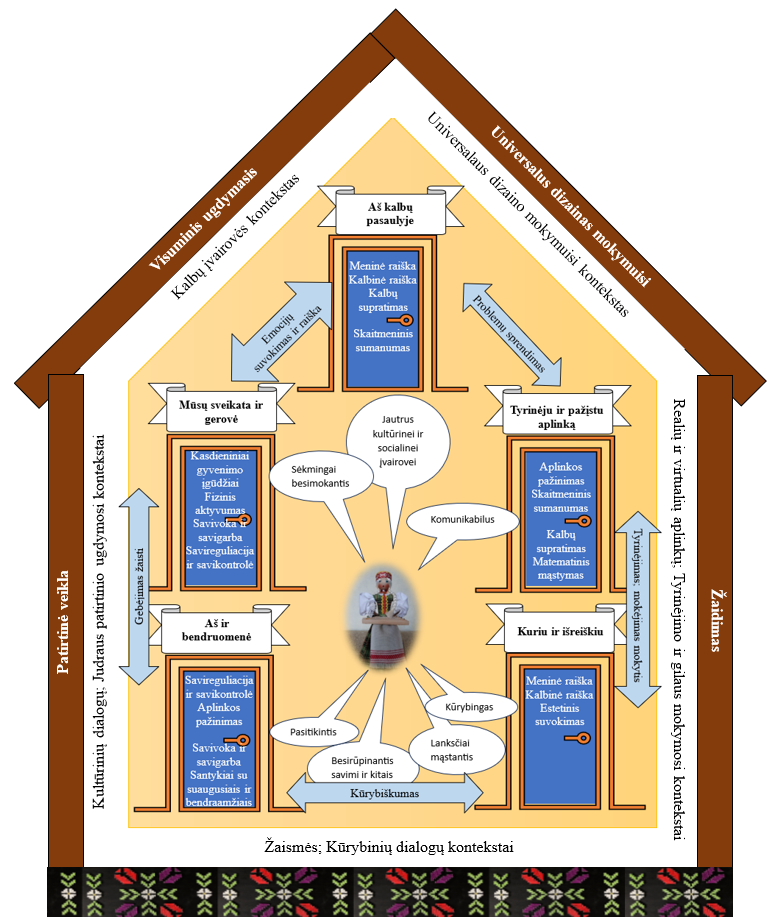 Visuminis ugdymasis
Universalus dizainas mokymuisi
Kalbų įvairovės kontekstas
Universalaus dizaino mokymuisi kontekstas
Aš kalbų
pasaulyje
Meninė raiška
Kalbinė raiška
Kalbų
supratimas
Skaitmeninis
sumanumas
Emocijų
suvokimas ir raiška
Problemų sprendimas
Mūsų sveikata ir
gerovė
Kasdieniniai
gyvenimo
įgūdžiai
Fizinis
aktyvumas
Savivoka ir
savigarba
Savireguliacija
ir savikontrolė
Tyrinėju ir pažįstu
aplinką
Aplinkos
pažinimas
Skaitmeninis
sumanumas
Kalbų
supratimas
Matematinis
mąstymas
Jautrus
kultūrinei ir
socialinei
įvairovei
Sėkmingai
besimokantis
Komunikabilus
Patirtinė veikla
Kultūrinių dialogų; Judraus patirtinio ugdymosi kontekstai
Gebėjimas žaisti
Tyrinėjimas; mokėjimas mokytis
Realių ir virtualių aplinkų; Tyrinėjimo ir gilaus mokymosi kontekstai
Žaidimas
Aš ir
bendruomenė
Savireguliacija
ir savikontrolė
Aplinkos
pažinimas
Savivoka ir
savigarba
Santykiai su
suaugusiais ir
bendraamžiais
Kuriu ir išreiškiu
Meninė raiška
Kalbinė raiška
Estetinis
suvokimas
Pasitikintis
Besirūpinantis
savimi ir kitais
Lanksčiai
mąstantis
Kūrybingas
Kūrybiškumas
Žaismės; Kūrybinių dialogų kontekstai